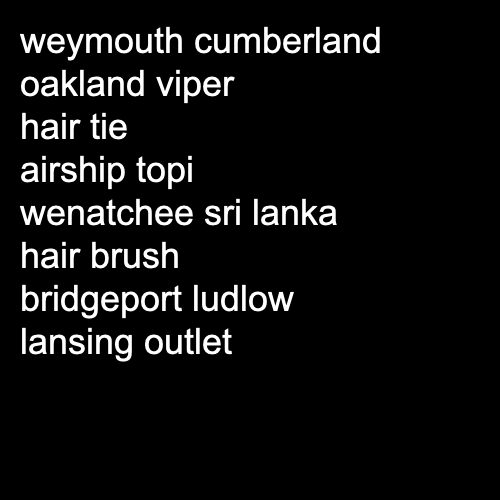 weymouth cumberland
oakland viper
hair tie
airship topi
wenatchee sri lanka
hair brush
bridgeport ludlow
lansing outlet